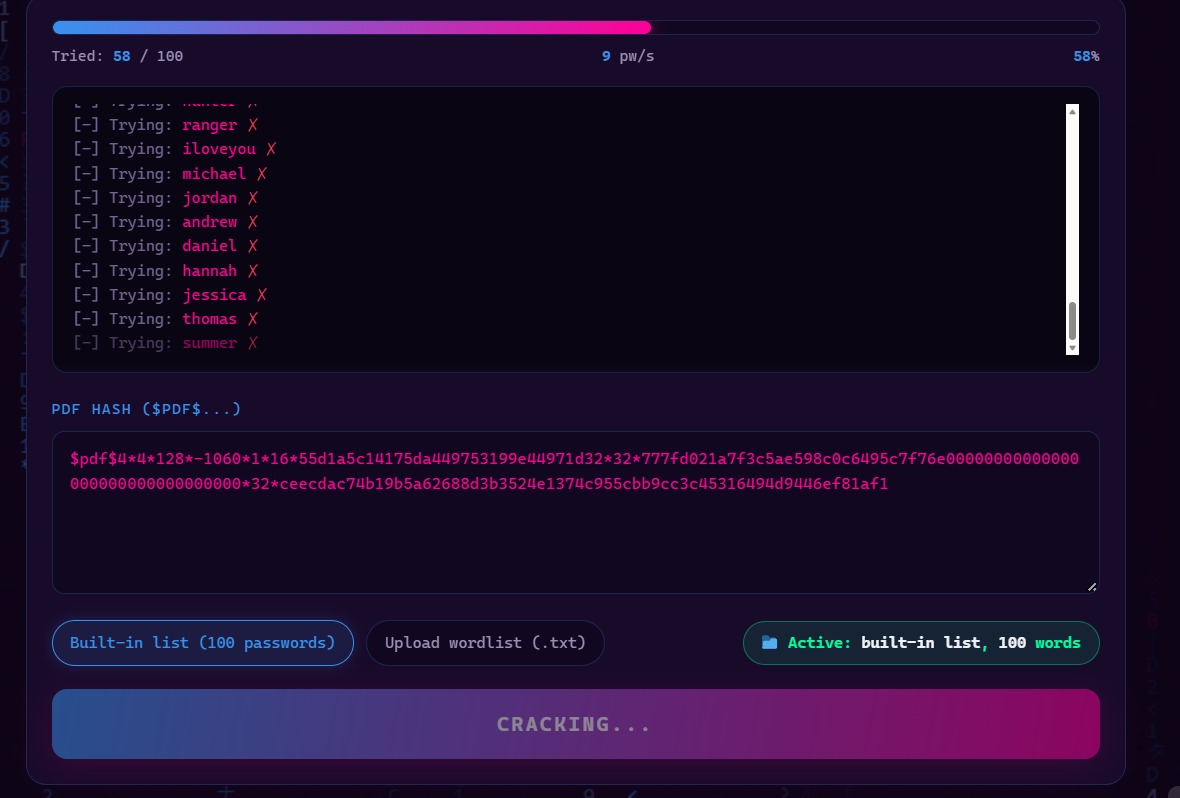 Tried: 58 / 100
9 pw/s
58%
[-] Trying: hunter ✗
[-] Trying: ranger ✗
[-] Trying: iloveyou ✗
[-] Trying: michael ✗
[-] Trying: jordan ✗
[-] Trying: andrew ✗
[-] Trying: daniel ✗
[-] Trying: hannah ✗
[-] Trying: jessica ✗
[-] Trying: thomas ✗
[-] Trying: summer ✗
PDF HASH ($PDF$...)
$pdf$4*4*128*-1060*1*16*55d1a5c14175da449753199e44971d32*32*777fd021a7f3c5ae598c0c6495c7f76e00000000000000
000000000000000000*32*ceecdac74b19b5a62688d3b3524e1374c955cbb9cc3c45316494d9446ef81af1
Built-in list (100 passwords)
Upload wordlist (.txt)
Active: built-in list, 100 words
CRACKING...